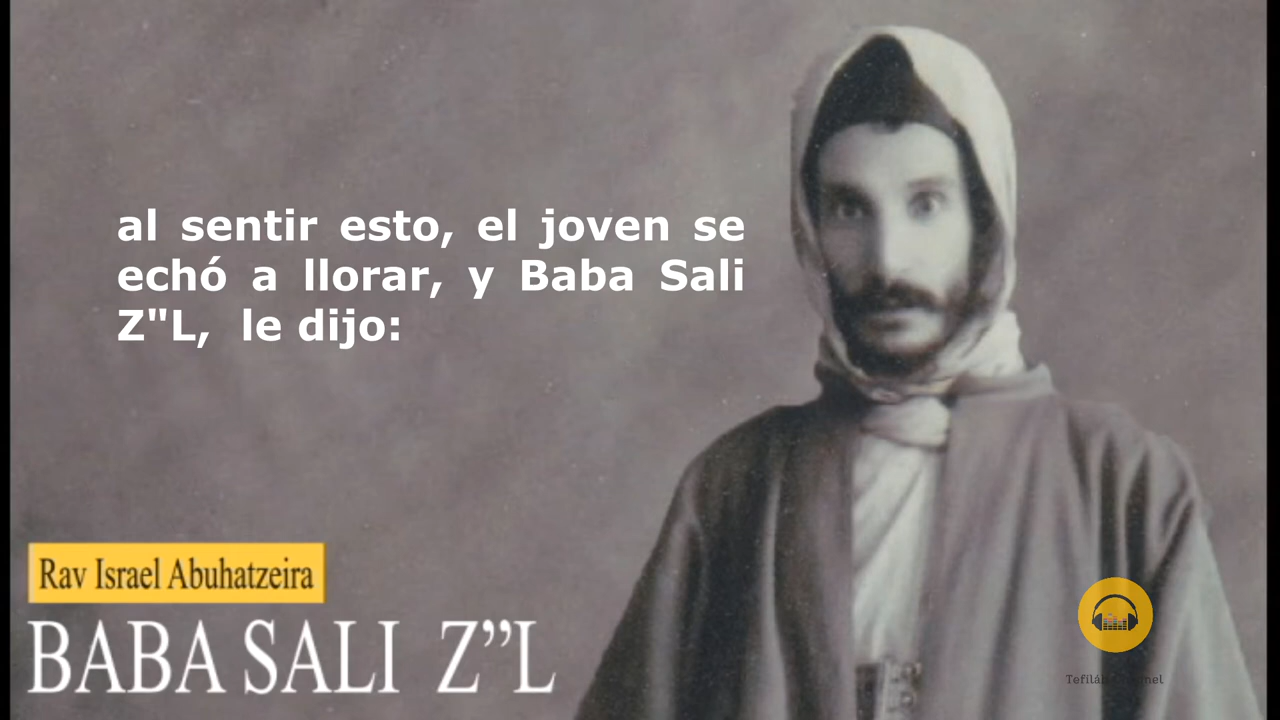 al sentir esto, el joven se
echó a llorar, y Baba Sali
Z"L, le dijo:
Rav Israel Abuhatzeira
BABA SALI Z”L